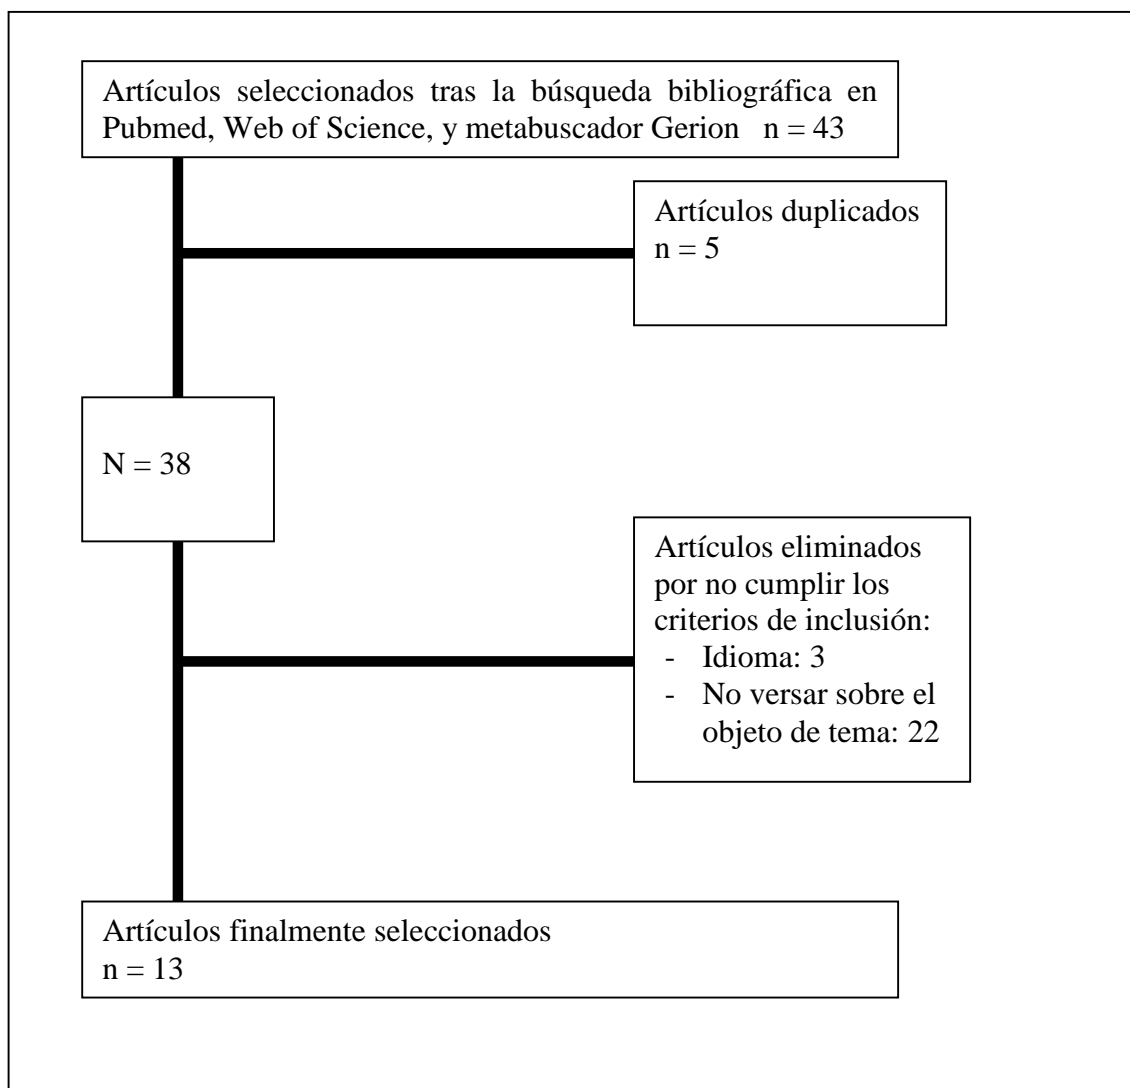 Artículos seleccionados tras la búsqueda bibliográfica en
Pubmed, Web of Science, y metabuscador Gerion n = 43
Artículos duplicados
n = 5
N = 38
Artículos eliminados
por no cumplir los
criterios de inclusión:
- Idioma: 3
- No versar sobre el
objeto de tema: 22
Artículos finalmente seleccionados
n = 13